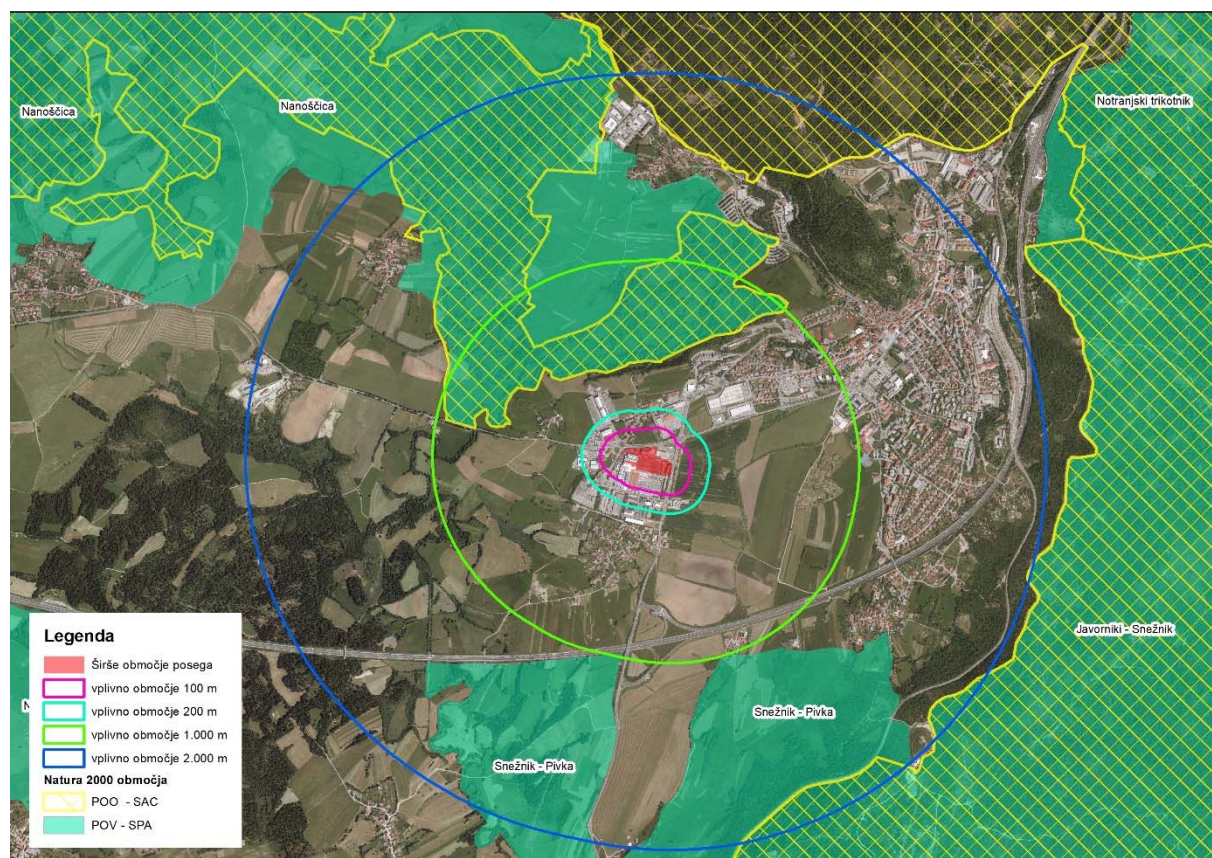 Nanoščica
Nanoščica
Notranjski trikotnik
Javorniki - Snežnik
Snežnik - Pivka
Snežnik - Pivka
N
Legenda
Širše območje posega
vplivno območje 100 m
vplivno območje 200 m
vplivno območje 1.000 m
vplivno območje 2.000 m
Natura 2000 območja
POO - SAC
POV - SPA